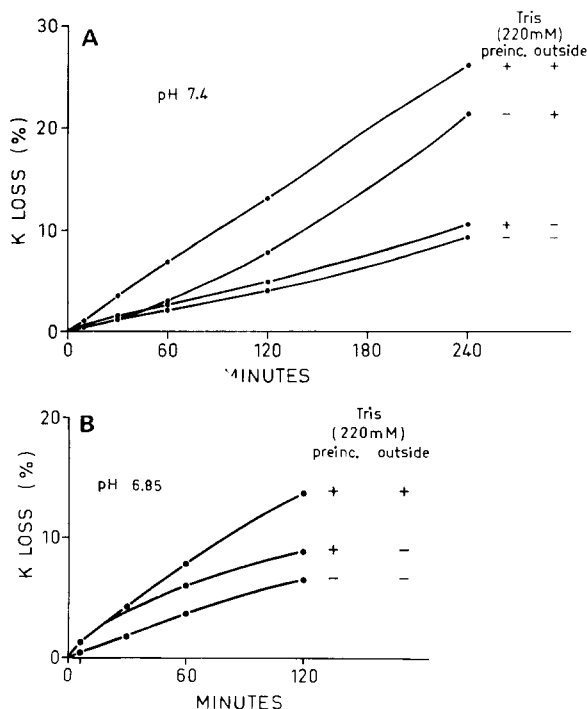 A
pH 7.4
Tris
(220mM)
preinc. outside
+ +
- +
+ -
- -
30
20
10
0
K LOSS (%)
0 60 120 180 240
MINUTES
B
pH 6.85
Tris
(220mM)
preinc. outside
+ +
+ -
- -
20
10
0
K LOSS (%)
0 60 120
MINUTES